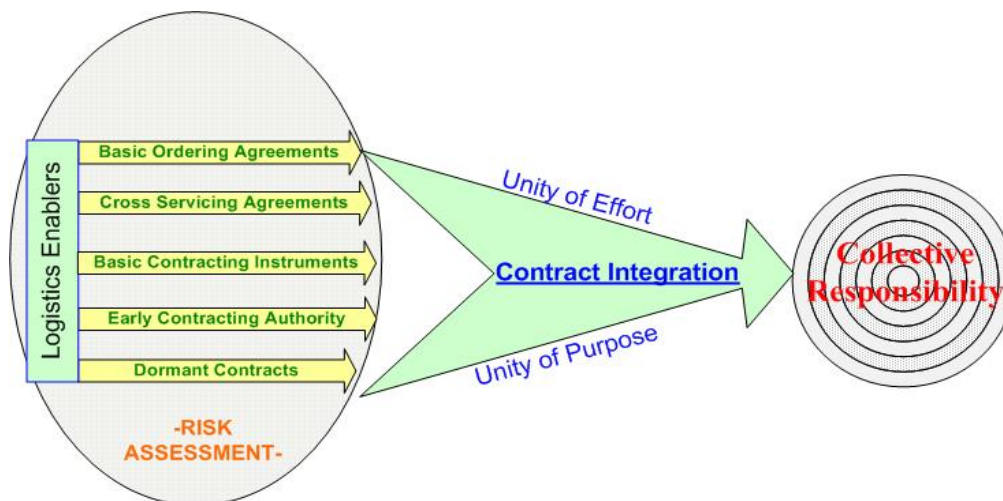 Logistics Enablers
Basic Ordering Agreements
Cross Servicing Agreements
Basic Contracting Instruments
Early Contracting Authority
Dormant Contracts
-RISK
ASSESSMENT-
Unity of Effort
Contract Integration
Unity of Purpose
Collective
Responsibility